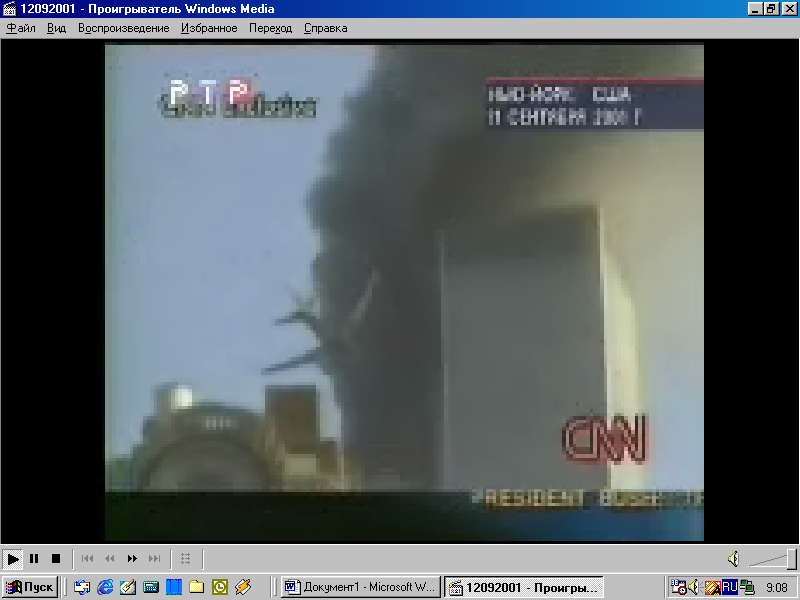 12092001 - Проигрыватель Windows Media
Файл Вид Воспроизведение Избранное Переход Справка
РТР
НЬЮ-ЙОРК США
11 СЕНТЯБРЯ 2001 Г
CNN
PRESIDENT BUSH
Пуск
Документ1 - Microsoft W...
12092001 - Проигры...
RU
9:08